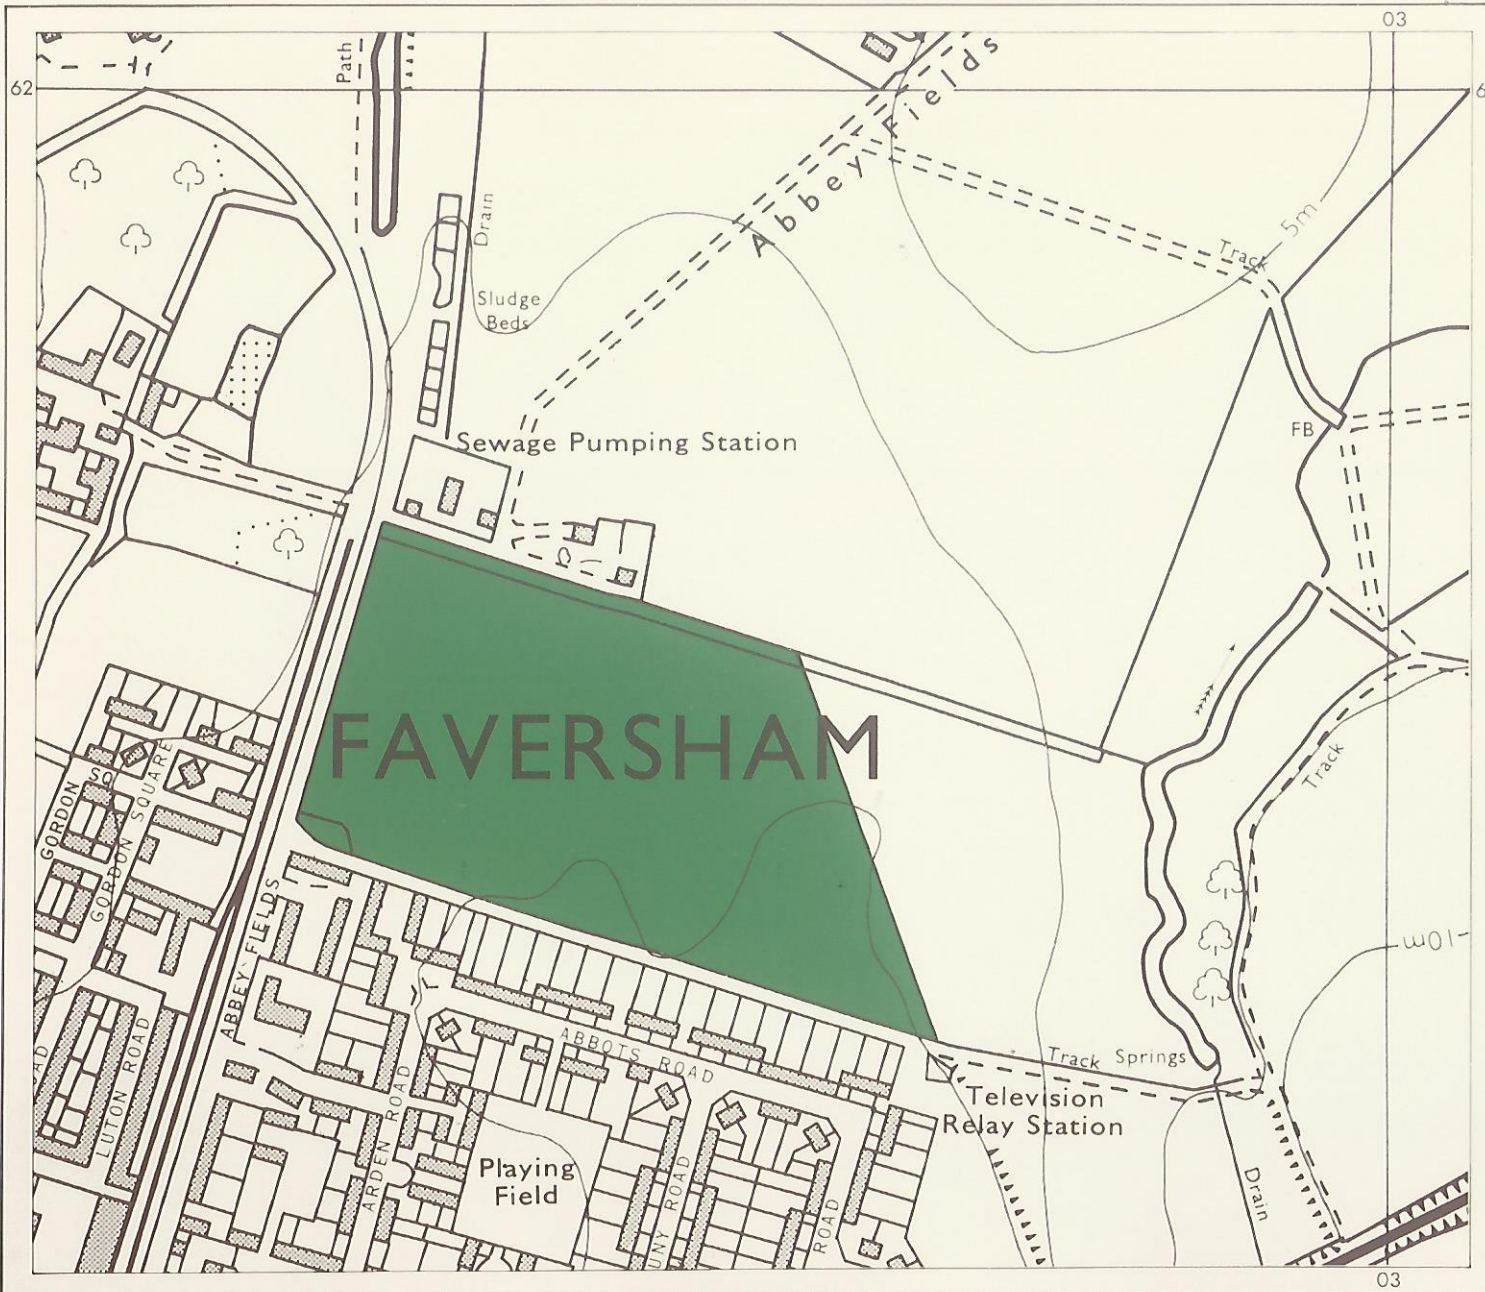 03
62
Path
Abbey Fields
Drain
Track
5m
Sludge
Beds
Sewage Pumping Station
FB
FAVERSHAM
GORDON
SQ
GORDON SQUARE
Track
ABBEY FIELDS
10m
LUTON ROAD
ABBOTS ROAD
ARDEN ROAD
Track
Springs
Television
Relay Station
Playing
Field
ROAD
ROAD
Drain
03